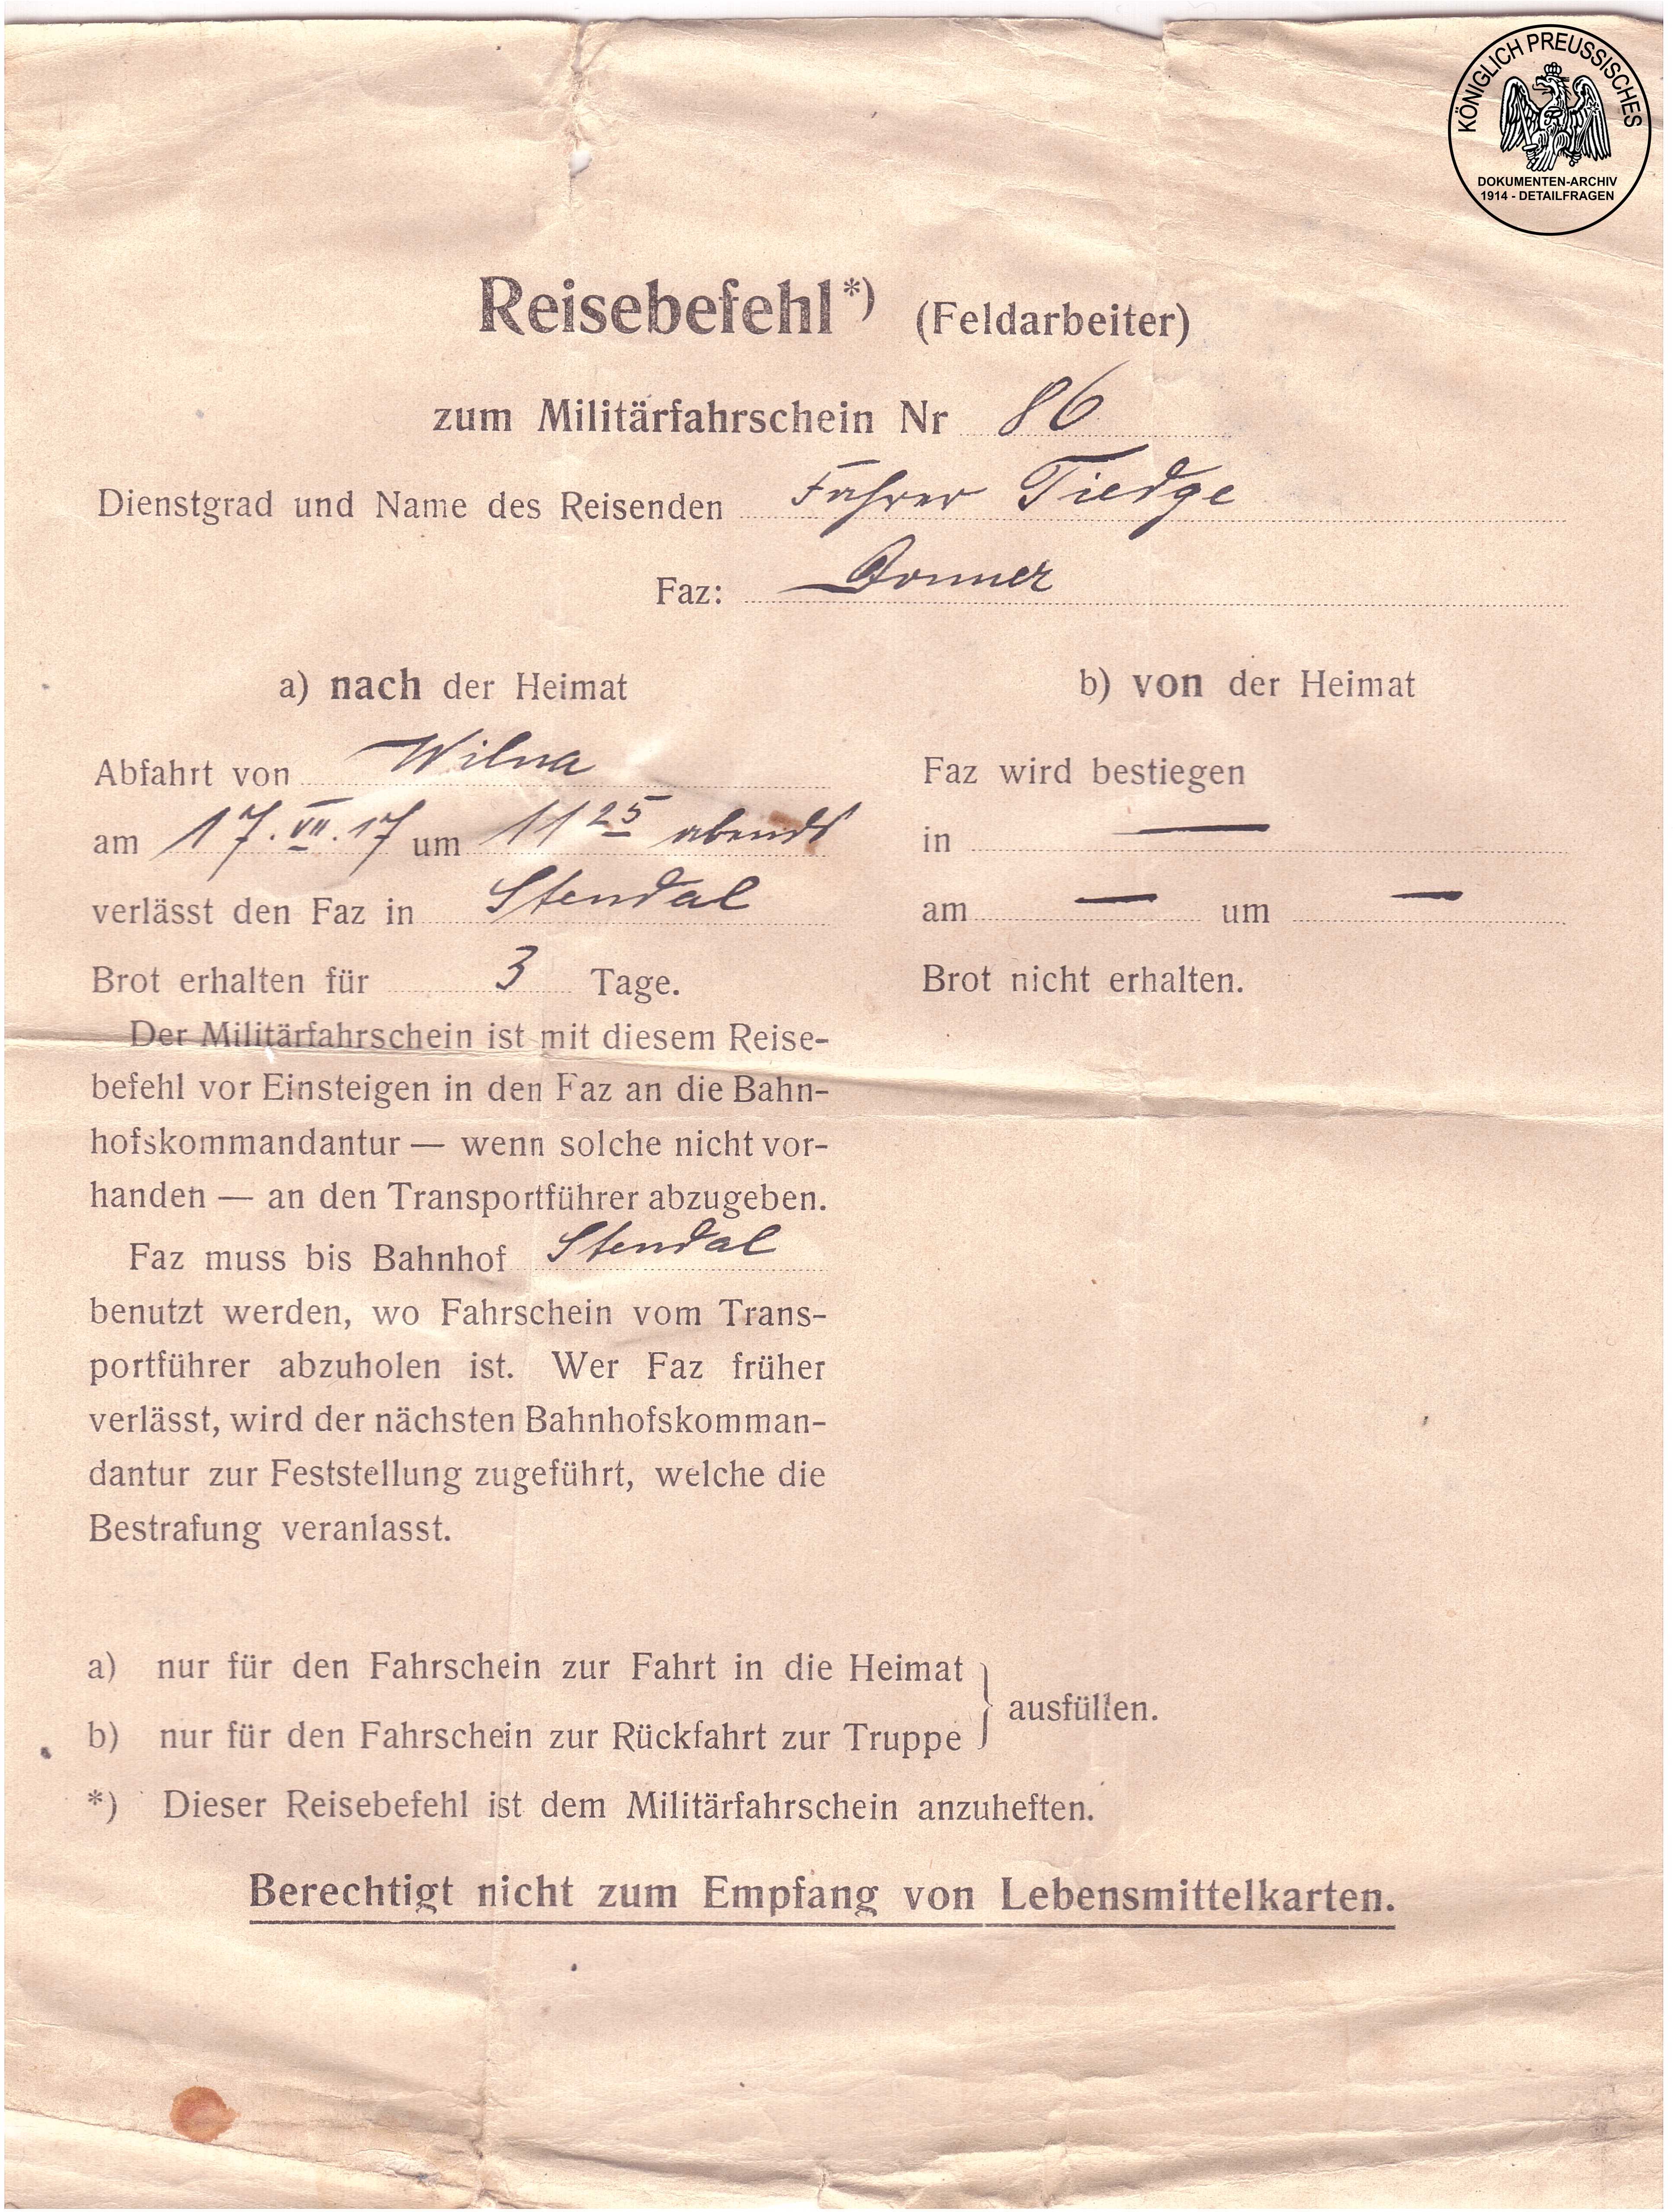 KÖNIGLICH PREUSSISCHES
DOKUMENTEN-ARCHIV
1914 - DETAILFRAGEN
Reisebefehl*) (Feldarbeiter)
zum Militärfahrschein Nr 86
Dienstgrad und Name des Reisenden Fahrer Tiedge
Faz: Donner
a) nach der Heimat
Abfahrt von Wilna
am 17.VII.17 um 11 25 abends
verlässt den Faz in Stendal
Brot erhalten für 3 Tage.
Der Militärfahrschein ist mit diesem Reise-
befehl vor Einsteigen in den Faz an die Bahn-
hofskommandantur — wenn solche nicht vor-
handen — an den Transportführer abzugeben.
Faz muss bis Bahnhof Stendal
benutzt werden, wo Fahrschein vom Trans-
portführer abzuholen ist. Wer Faz früher
verlässt, wird der nächsten Bahnhofskomman-
dantur zur Feststellung zugeführt, welche die
Bestrafung veranlasst.
b) von der Heimat
Faz wird bestiegen
in —
am — um —
Brot nicht erhalten.
a) nur für den Fahrschein zur Fahrt in die Heimat
b) nur für den Fahrschein zur Rückfahrt zur Truppe
ausfüllen.
*) Dieser Reisebefehl ist dem Militärfahrschein anzuheften.
Berechtigt nicht zum Empfang von Lebensmittelkarten.